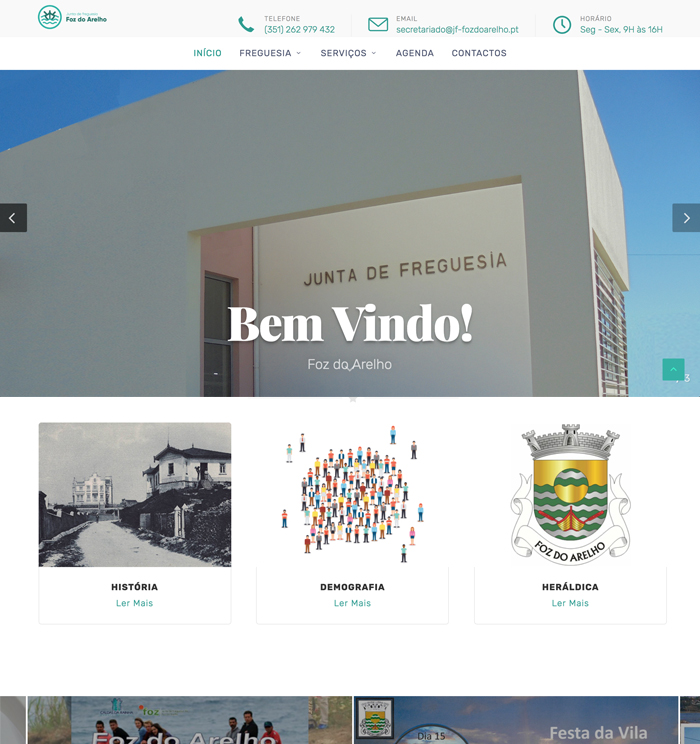 Junta de Freguesia
Foz do Arelho
TELEFONE
(351) 262 979 432
EMAIL
secretariado@jf-fozdoarelho.pt
HORÁRIO
Seg - Sex, 9H às 16H
INÍCIO FREGUESIA SERVIÇOS AGENDA CONTACTOS
JUNTA DE FREGUESIA
Bem Vindo!
Foz do Arelho
3
FOZ DO ARELHO
HISTÓRIA
Ler Mais
DEMOGRAFIA
Ler Mais
HERÁLDICA
Ler Mais
foz
Foz do Arelho
Dia 15
Festa da Vila